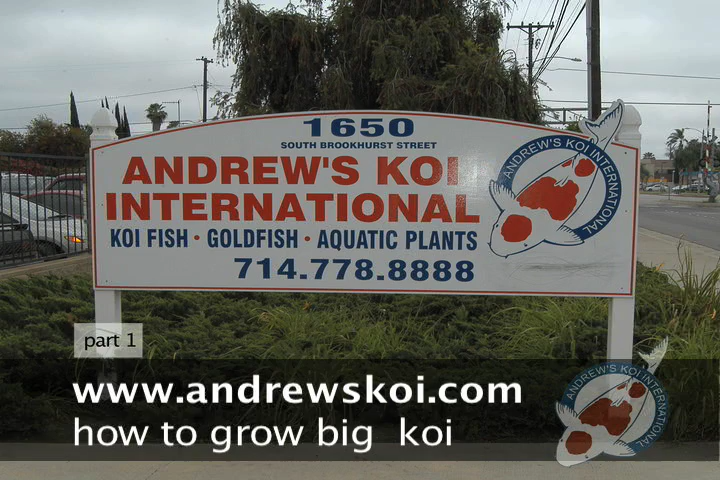 1650
SOUTH BROOKHURST STREET
ANDREW'S KOI
INTERNATIONAL
KOI FISH • GOLDFISH • AQUATIC PLANTS
714.778.8888
ANDREW'S KOI INTERNATIONAL
part 1
www.andrewskoi.com
how to grow big  koi
ANDREW'S KOI INTERNATIONAL